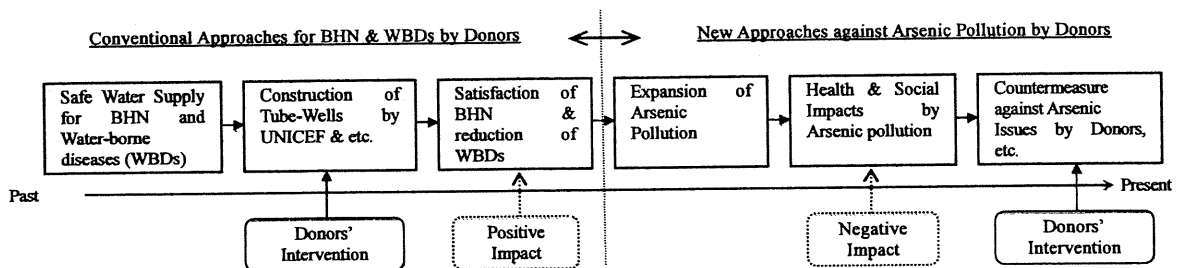 Conventional Approaches for BHN & WBDs by Donors
New Approaches against Arsenic Pollution by Donors
Safe Water Supply
for BHN and
Water-borne
diseases (WBDs)
Construction of
Tube-Wells by
UNICEF & etc.
Satisfaction of
BHN &
reduction of
WBDs
Expansion of
Arsenic
Pollution
Health & Social
Impacts by
Arsenic pollution
Countermeasure
against Arsenic
Issues by Donors,
etc.
Past
Present
Donors'
Intervention
Positive
Impact
Negative
Impact
Donors'
Intervention